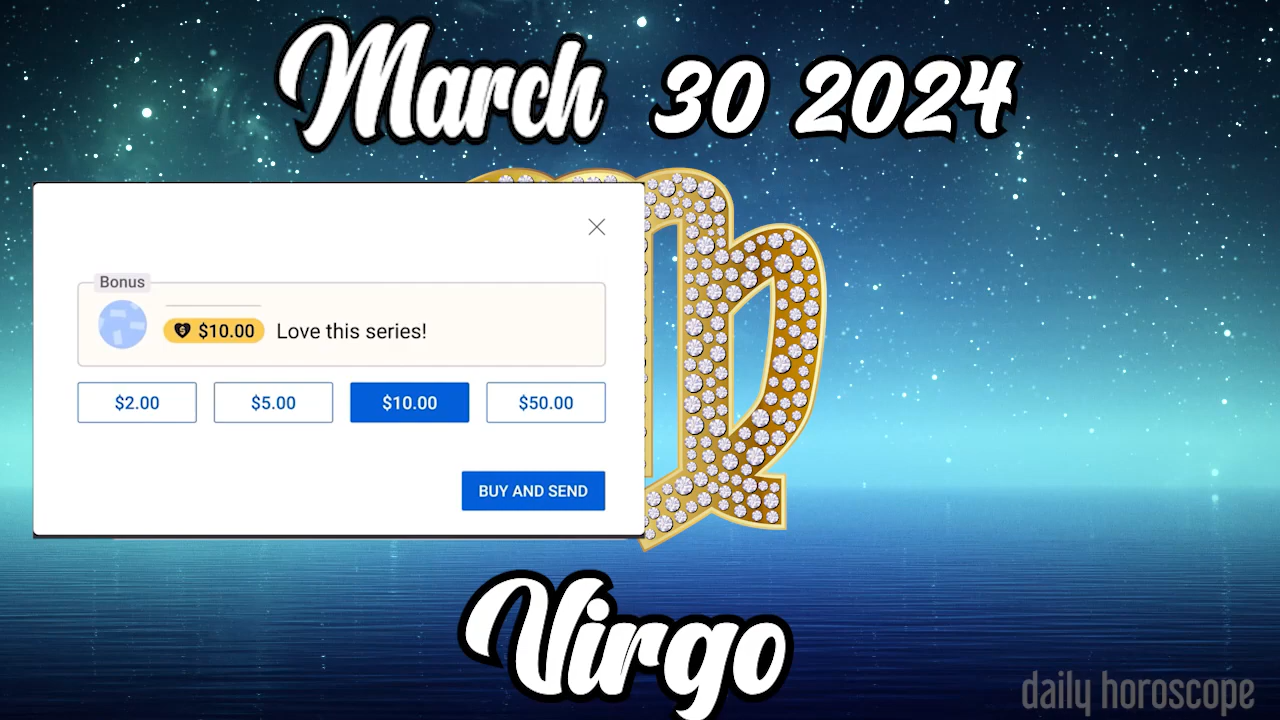 March 30 2024
Bonus
$10.00 Love this series!
$2.00 $5.00 $10.00 $50.00
BUY AND SEND
Virgo
daily horoscope